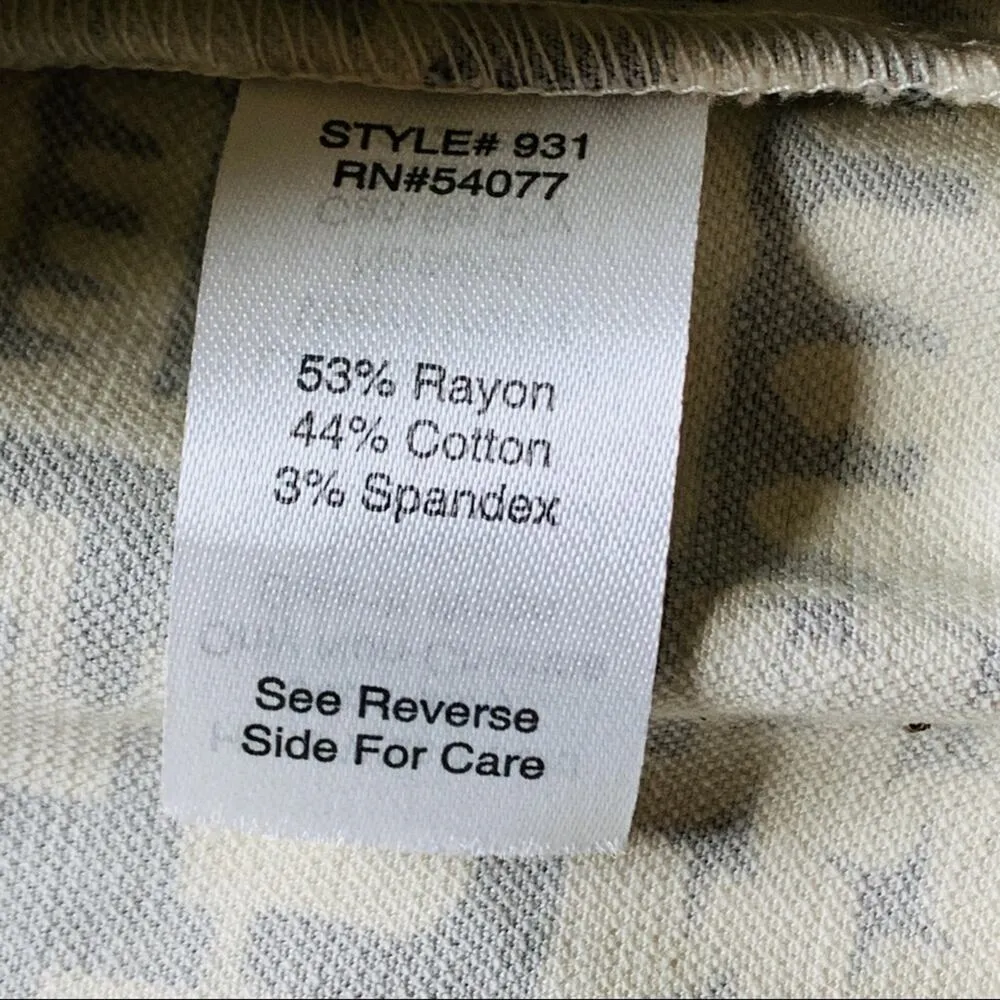 STYLE# 931
RN#54077
53% Rayon
44% Cotton
3% Spandex
See Reverse
Side For Care